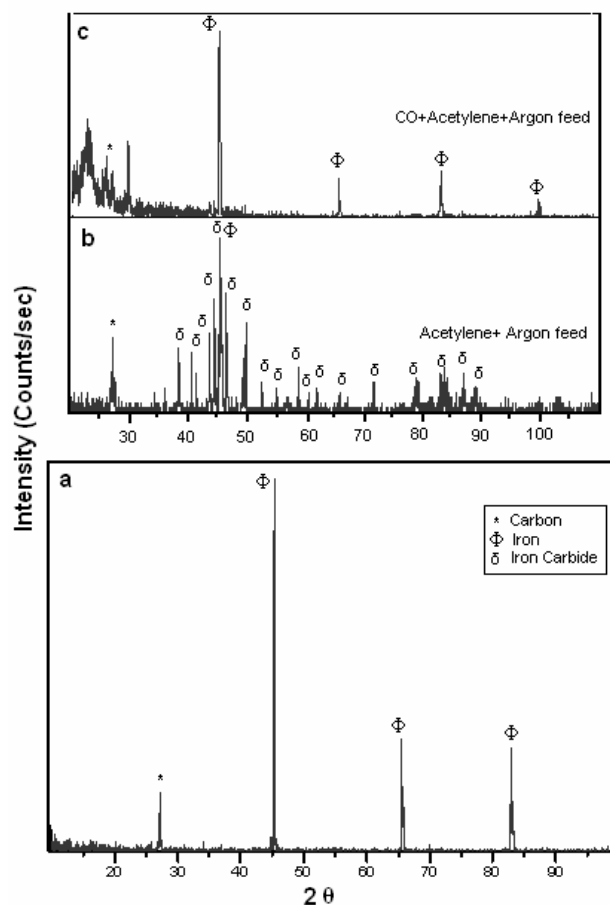 c
Φ
*
CO+Acetylene+Argon feed
Φ
Φ
Φ
b
δ Φ
δ δ
δ
*
δ
δ
δ
Acetylene+ Argon feed
δ
δ
δ
δ
δ
δ
δ
δ
δ
δ
δ
30 40 50 60 70 80 90 100
Intensity (Counts/sec)
a
Φ
* Carbon
Φ Iron
δ Iron Carbide
Φ
Φ
*
20 30 40 50 60 70 80 90
2 θ